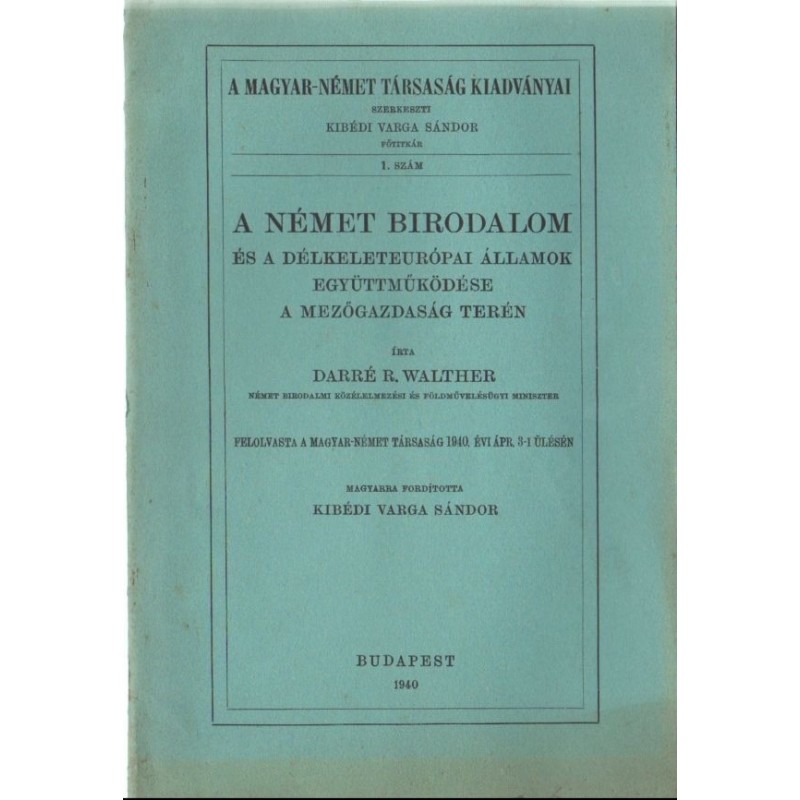 A MAGYAR-NÉMET TÁRSASÁG KIADVÁNYAI
SZERKESZTI
KIBÉDI VARGA SÁNDOR
FŐTITKÁR
1. SZÁM
A NÉMET BIRODALOM
ÉS A DÉLKELETEURÓPAI ÁLLAMOK
EGYÜTTMŰKÖDÉSE
A MEZŐGAZDASÁG TERÉN
ÍRTA
DARRÉ R. WALTHER
NÉMET BIRODALMI KÖZÉLELMEZÉSI ÉS FÖLDMŰVELÉSÜGYI MINISZTER
FELOLVASTA A MAGYAR-NÉMET TÁRSASÁG 1940. ÉVI ÁPR. 3-I ÜLÉSÉN
MAGYARRA FORDÍTOTTA
KIBÉDI VARGA SÁNDOR
BUDAPEST
1940